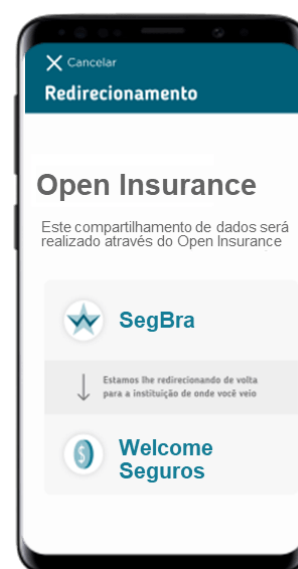 Cancelar
Redirecionamento
Open Insurance
Este compartilhamento de dados será
realizado através do Open Insurance
SegBra
Estamos lhe redirecionando de volta
para a instituição de onde você veio
Welcome
Seguros